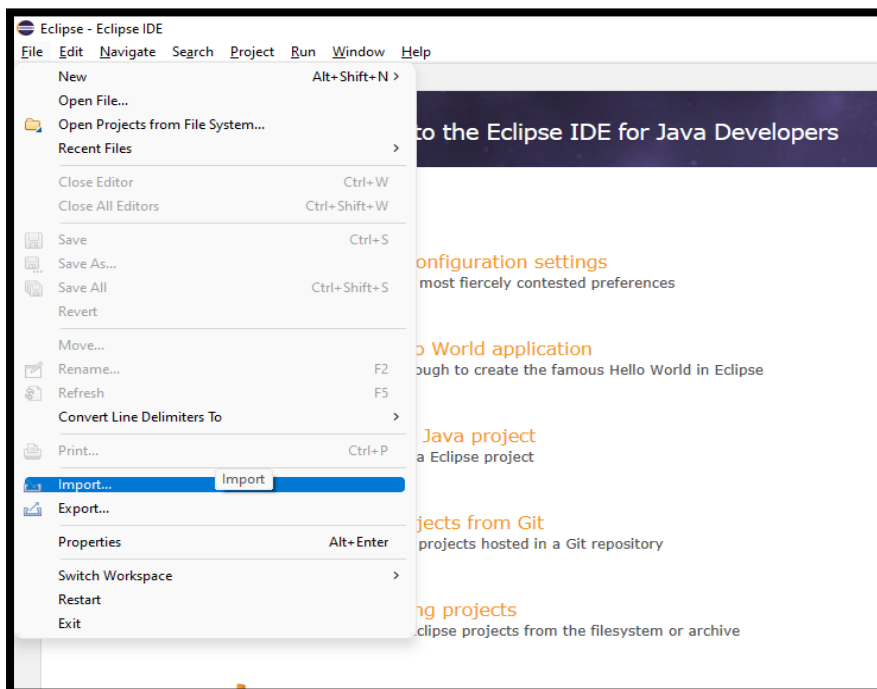 Eclipse - Eclipse IDE
File Edit Navigate Search Project Run Window Help
New Alt+Shift+N >
Open File...
Open Projects from File System...
Recent Files >
Close Editor Ctrl+W
Close All Editors Ctrl+Shift+W
Save Ctrl+S
Save As...
Save All Ctrl+Shift+S
Revert
Move...
Rename... F2
Refresh F5
Convert Line Delimiters To >
Print... Ctrl+P
Import... Import
Export...
Properties Alt+Enter
Switch Workspace >
Restart
Exit
to the Eclipse IDE for Java Developers
onfiguration settings
most fiercely contested preferences
o World application
ough to create the famous Hello World in Eclipse
Java project
a Eclipse project
jects from Git
projects hosted in a Git repository
ng projects
clipse projects from the filesystem or archive